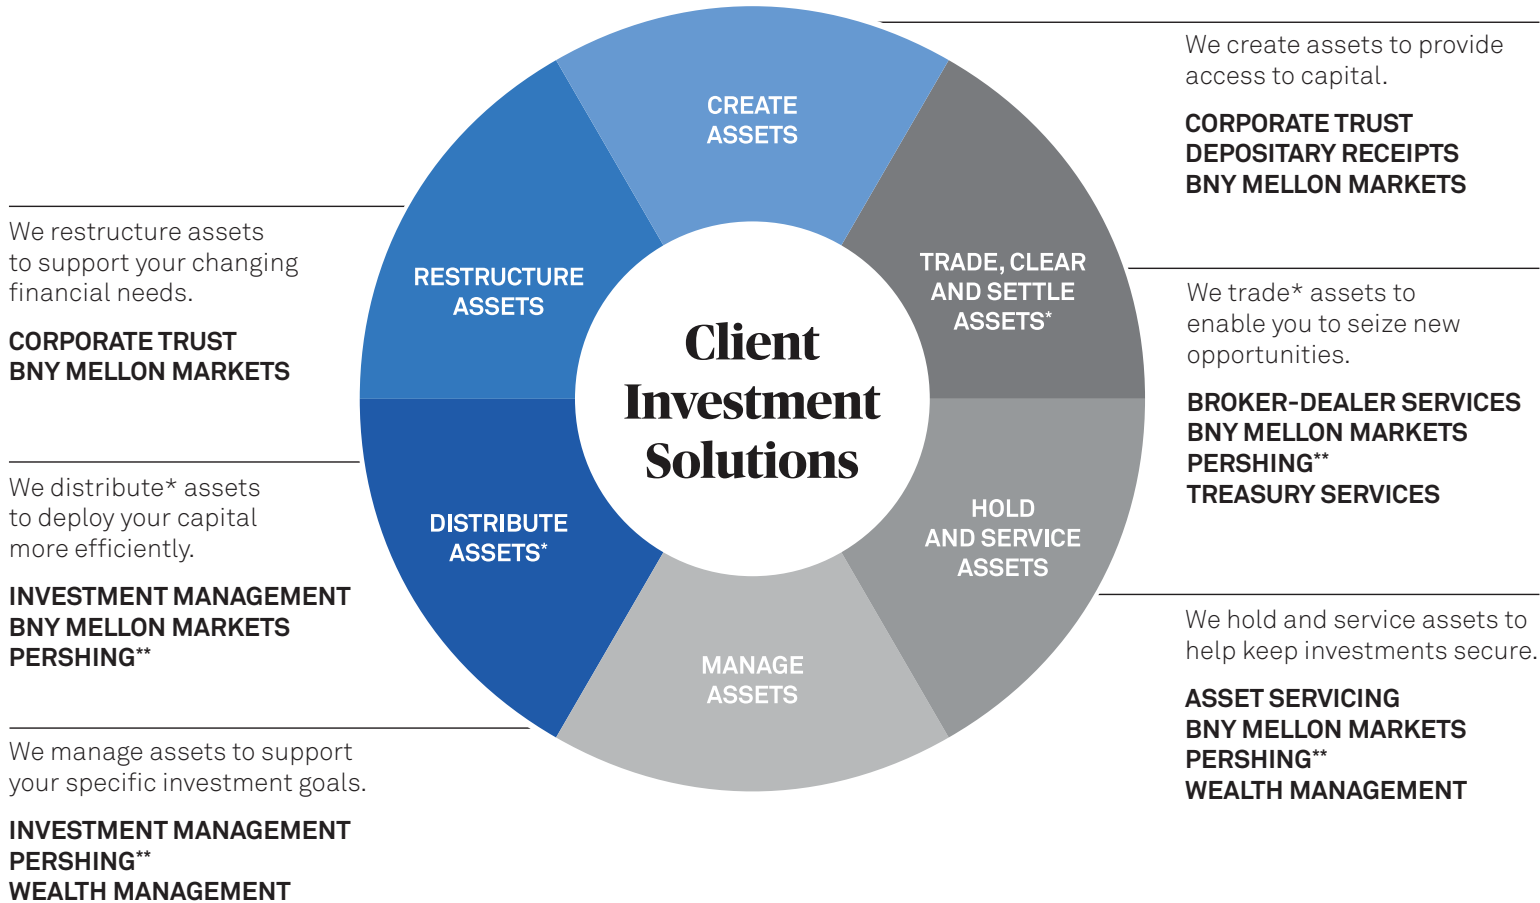 CREATE
ASSETS
TRADE, CLEAR
AND SETTLE
ASSETS*
HOLD
AND SERVICE
ASSETS
MANAGE
ASSETS
DISTRIBUTE
ASSETS*
RESTRUCTURE
ASSETS
Client
Investment
Solutions
We create assets to provide
access to capital.
CORPORATE TRUST
DEPOSITARY RECEIPTS
BNY MELLON MARKETS
We trade* assets to
enable you to seize new
opportunities.
BROKER-DEALER SERVICES
BNY MELLON MARKETS
PERSHING**
TREASURY SERVICES
We hold and service assets to
help keep investments secure.
ASSET SERVICING
BNY MELLON MARKETS
PERSHING**
WEALTH MANAGEMENT
We restructure assets
to support your changing
financial needs.
CORPORATE TRUST
BNY MELLON MARKETS
We distribute* assets
to deploy your capital
more efficiently.
INVESTMENT MANAGEMENT
BNY MELLON MARKETS
PERSHING**
We manage assets to support
your specific investment goals.
INVESTMENT MANAGEMENT
PERSHING**
WEALTH MANAGEMENT